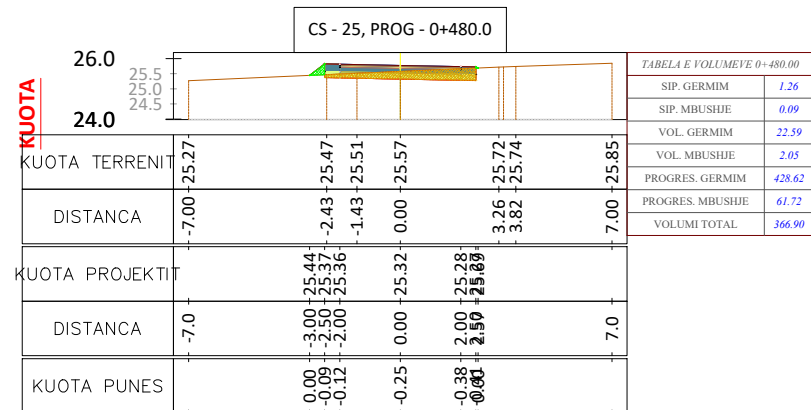 CS - 25, PROG - 0+480.0
KUOTA
26.0
25.5
25.0
24.5
24.0
KUOTA TERRENIT 25.27 25.47 25.51 25.57 25.72 25.74 25.85
DISTANCA -7.00 -2.43 -1.43 0.00 3.26 3.82 7.00
KUOTA PROJEKTIT 25.44 25.37 25.36 25.32 25.28
DISTANCA -7.0 -3.00 -2.50 -2.00 0.00 2.00 7.0
KUOTA PUNES 0.00 -0.09 -0.12 -0.25 -0.38
TABELA E VOLUMEVE 0+480.00
SIP. GERMIM 1.26
SIP. MBUSHJE 0.09
VOL. GERMIM 22.59
VOL. MBUSHJE 2.05
PROGRES. GERMIM 428.62
PROGRES. MBUSHJE 61.72
VOLUMI TOTAL 366.90